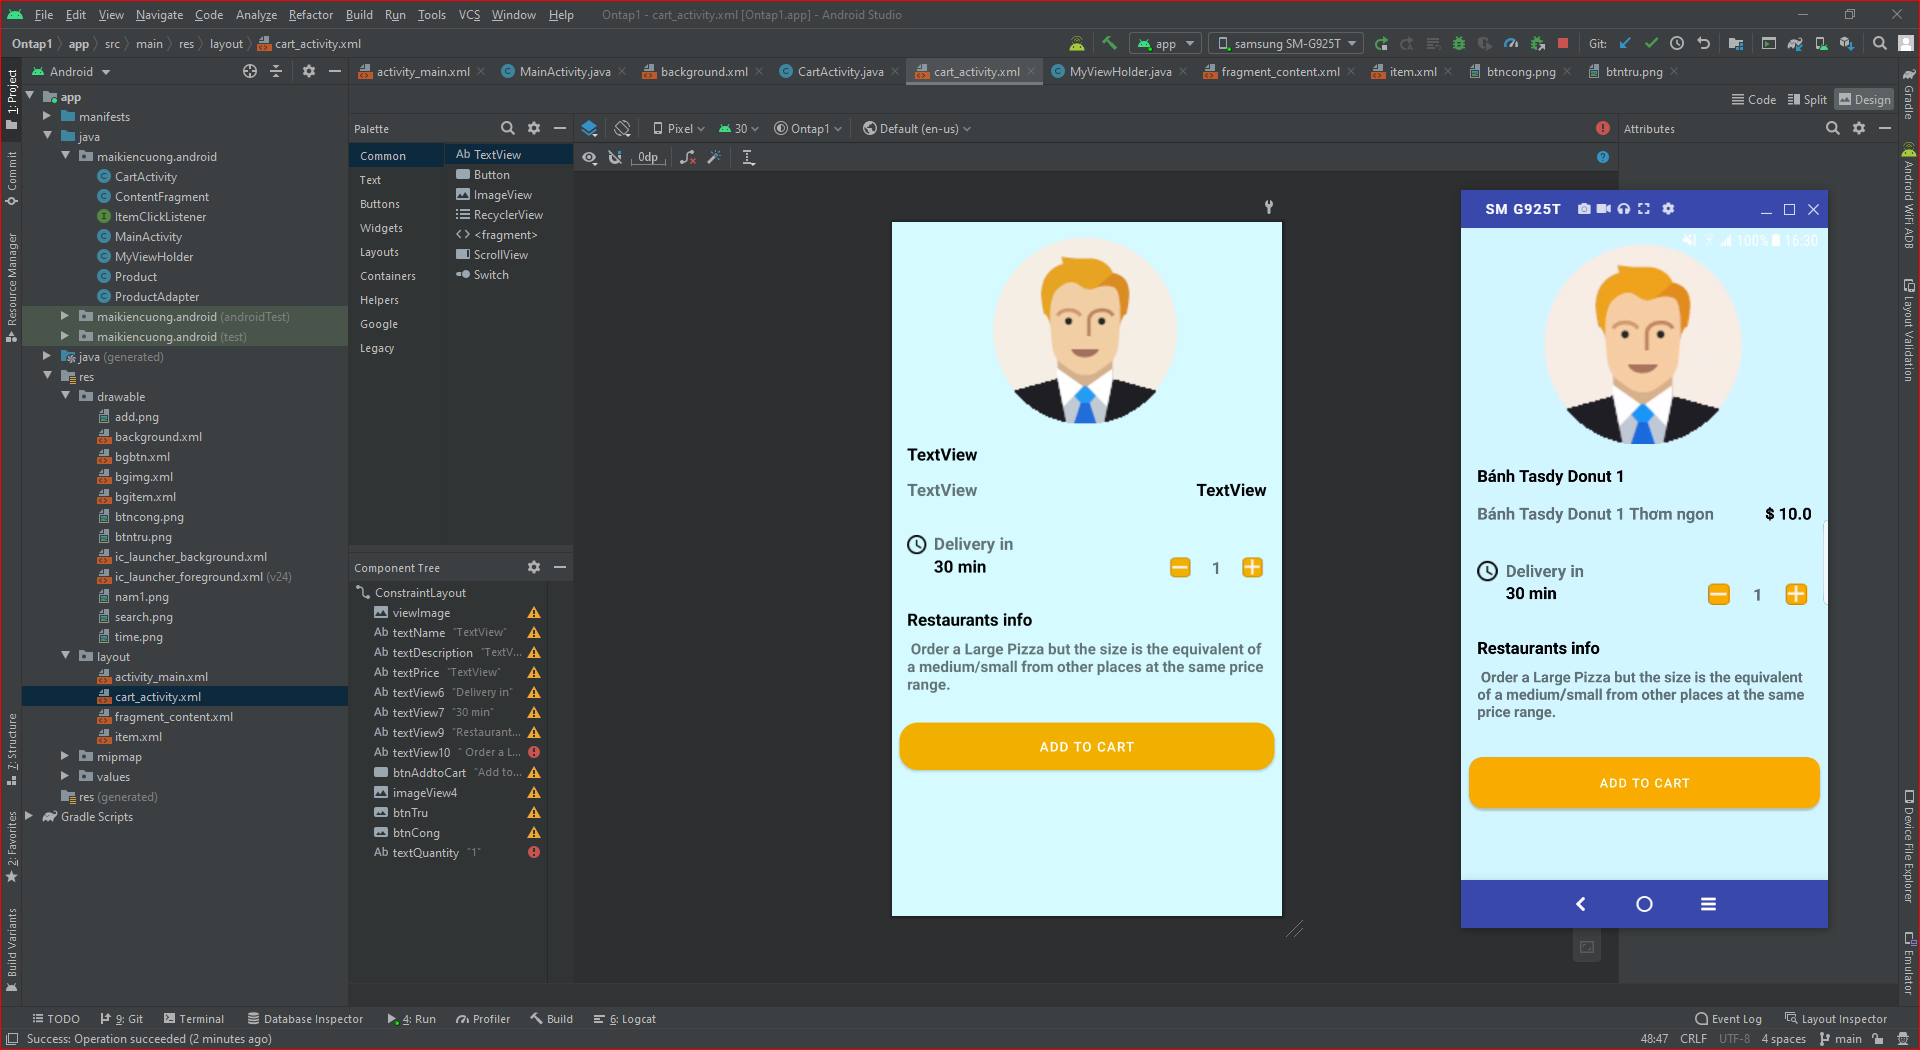 File Edit View Navigate Code Analyze Refactor Build Run Tools VCS Window Help Ontap1 - cart_activity.xml [Ontap1.app] - Android Studio
Ontap1 app src main res layout cart_activity.xml app samsung SM-G925T Git:
Android activity_main.xml MainActivity.java background.xml CartActivity.java cart_activity.xml MyViewHolder.java fragment_content.xml item.xml btncong.png btntru.png
Code Split Design
1: Project
Commit
Resource Manager
7: Structure
2: Favorites
Build Variants
app
manifests
java
maikiencuong.android
CartActivity
ContentFragment
ItemClickListener
MainActivity
MyViewHolder
Product
ProductAdapter
maikiencuong.android (androidTest)
maikiencuong.android (test)
java (generated)
res
drawable
add.png
background.xml
bgbtn.xml
bgimg.xml
bgitem.xml
btncong.png
btntru.png
ic_launcher_background.xml
ic_launcher_foreground.xml (v24)
nam1.png
search.png
time.png
layout
activity_main.xml
cart_activity.xml
fragment_content.xml
item.xml
mipmap
values
res (generated)
Gradle Scripts
Palette
Common
Text
Buttons
Widgets
Layouts
Containers
Helpers
Google
Legacy
Ab TextView
Button
ImageView
RecyclerView
<fragment>
ScrollView
Switch
Component Tree
ConstraintLayout
viewImage
Ab textName "TextView"
Ab textDescription "TextV...
Ab textPrice "TextView"
Ab textView6 "Delivery in"
Ab textView7 "30 min"
Ab textView9 "Restaurant...
Ab textView10 " Order a L...
btnAddtoCart "Add to...
imageView4
btnTru
btnCong
Ab textQuantity "1"
Pixel 30 Ontap1 Default (en-us)
0dp
TextView
TextView TextView
Delivery in
30 min 1
Restaurants info
Order a Large Pizza but the size is the equivalent of
a medium/small from other places at the same price
range.
ADD TO CART
Attributes
SM G925T
100% 16:30
Bánh Tasdy Donut 1
Bánh Tasdy Donut 1 Thơm ngon $ 10.0
Delivery in
30 min 1
Restaurants info
Order a Large Pizza but the size is the equivalent
of a medium/small from other places at the same
price range.
ADD TO CART
Gradle
Android WiFi ADB
Layout Validation
Device File Explorer
Emulator
TODO 9: Git Terminal Database Inspector 4: Run Profiler Build 6: Logcat Event Log Layout Inspector
Success: Operation succeeded (2 minutes ago) 48:47 CRLF UTF-8 4 spaces main